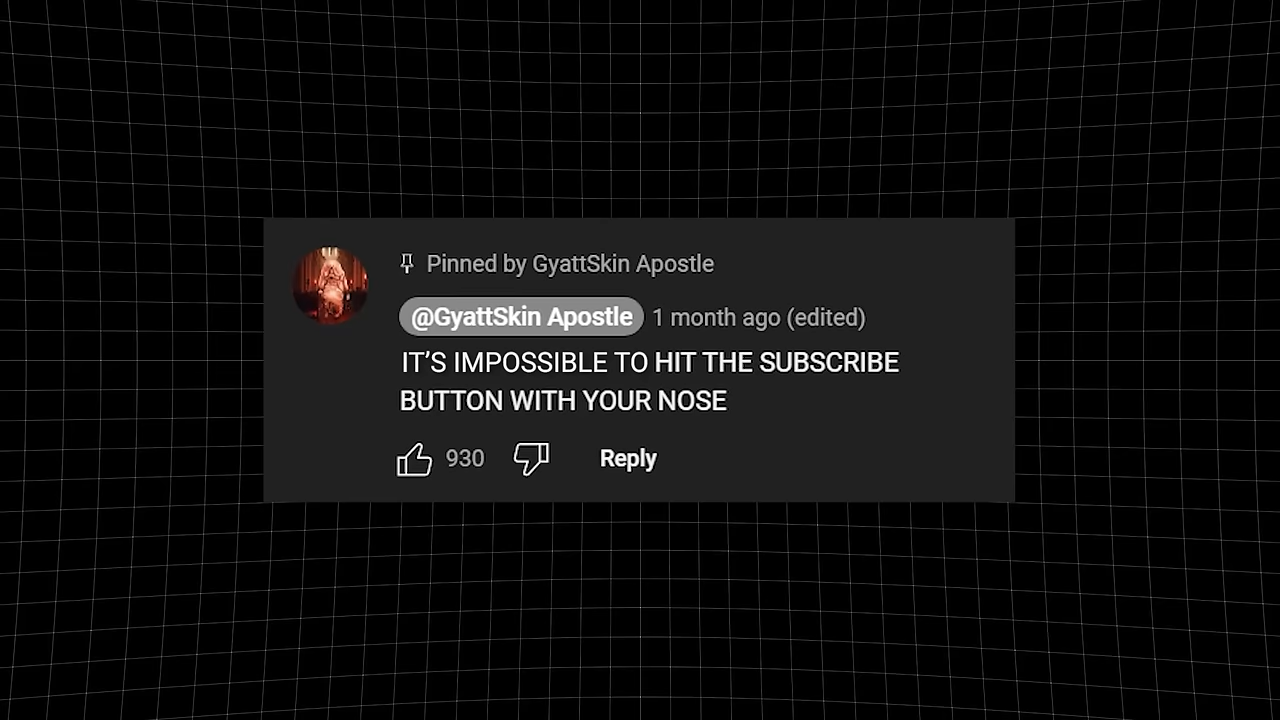 Pinned by GyattSkin Apostle
@GyattSkin Apostle 1 month ago (edited)
IT’S IMPOSSIBLE TO HIT THE SUBSCRIBE
BUTTON WITH YOUR NOSE
930 Reply